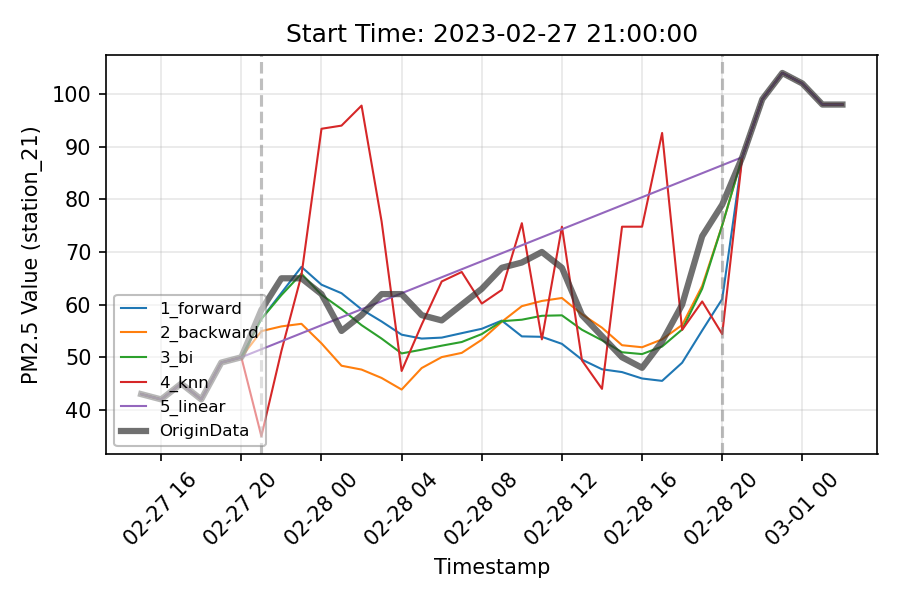 Start Time: 2023-02-27 21:00:00
PM2.5 Value (station_21)
100
90
80
70
60
50
40
1_forward
2_backward
3_bi
4_knn
5_linear
OriginData
02-27 16
02-27 20
02-28 00
02-28 04
02-28 08
02-28 12
02-28 16
02-28 20
03-01 00
Timestamp